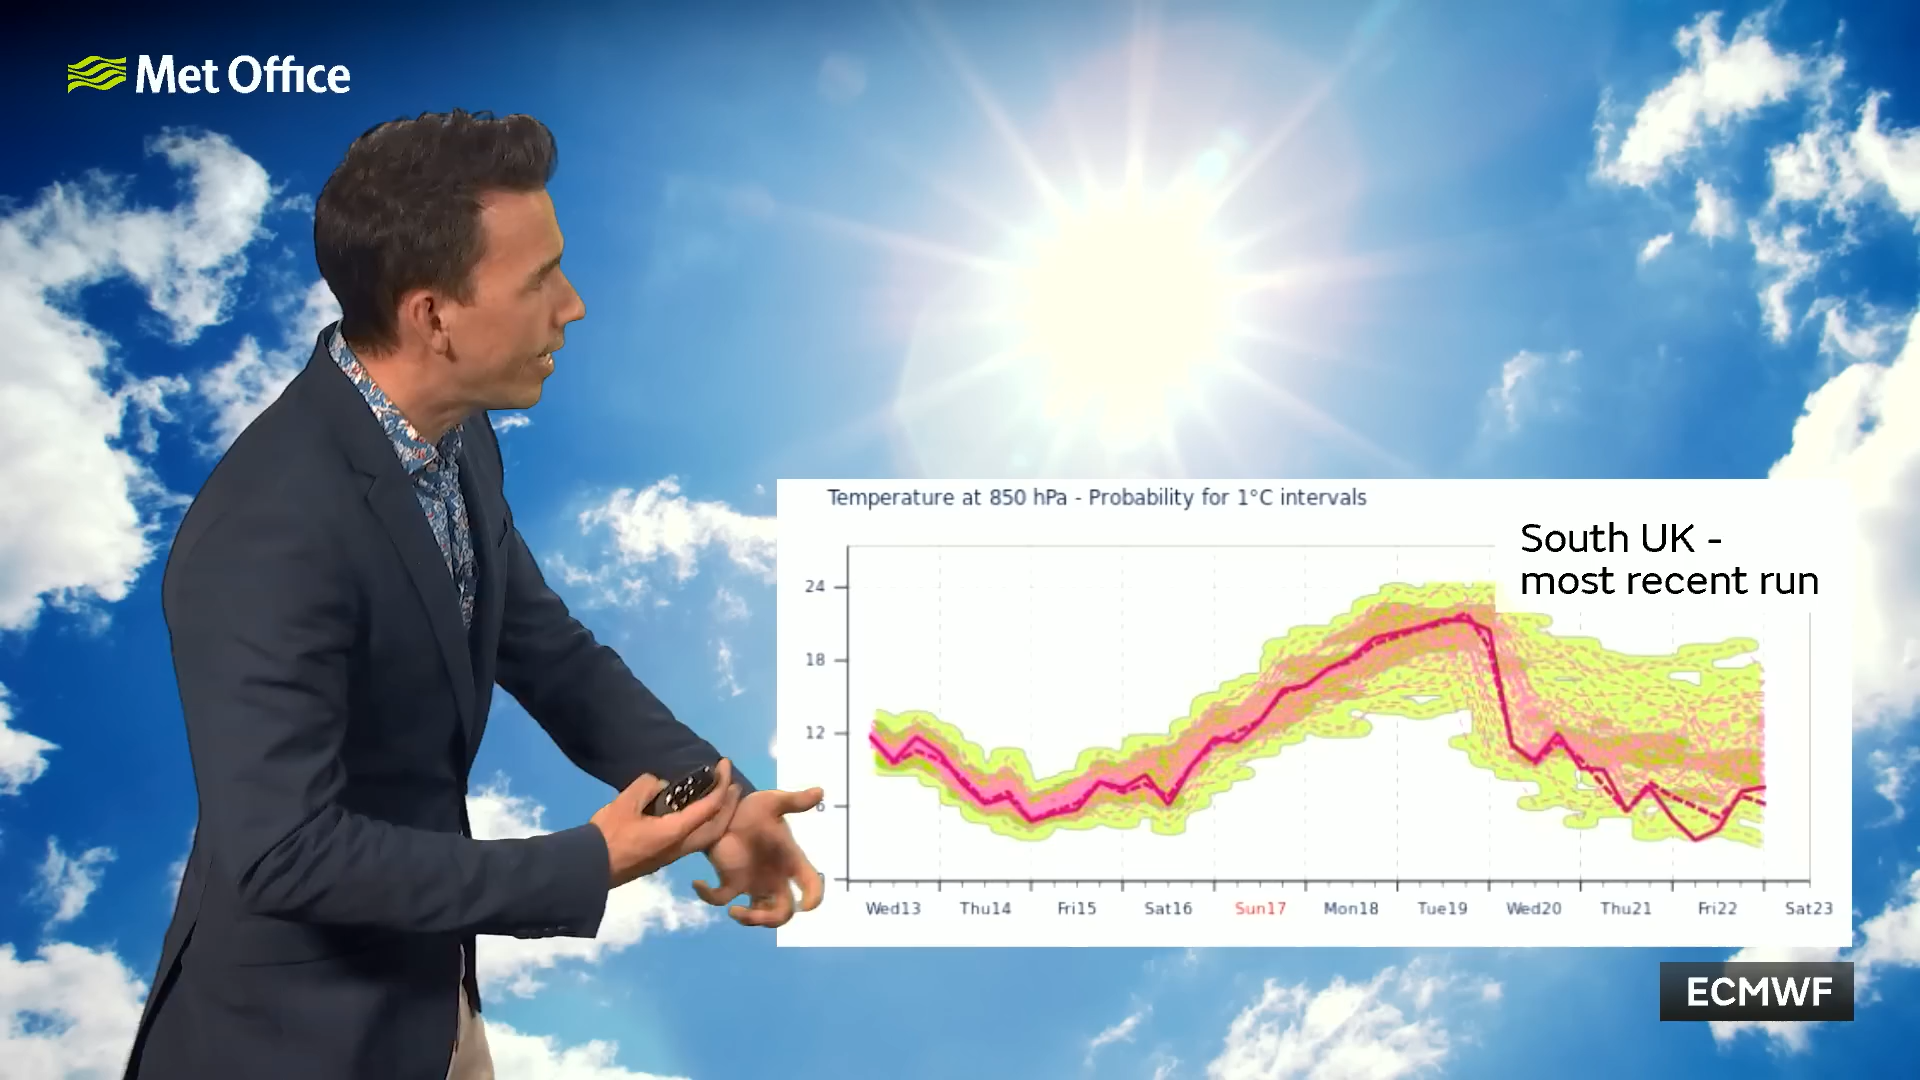 Met Office
Temperature at 850 hPa - Probability for 1°C intervals
South UK -
most recent run
24
18
12
6
Wed13 Thu14 Fri15 Sat16 Sun17 Mon18 Tue19 Wed20 Thu21 Fri22 Sat23
ECMWF